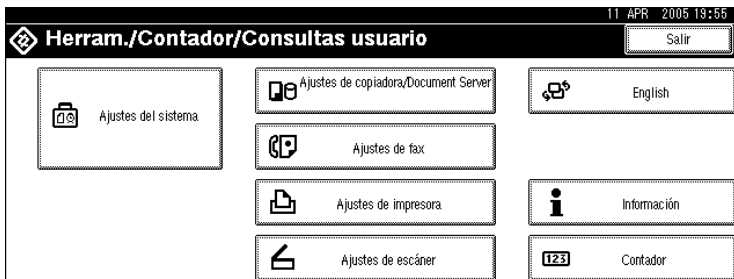 11 APR 2005 19:55
Herram./Contador/Consultas usuario
Salir
Ajustes del sistema
Ajustes de copiadora/Document Server
English
Ajustes de fax
Ajustes de impresora
Información
Ajustes de escáner
123
Contador